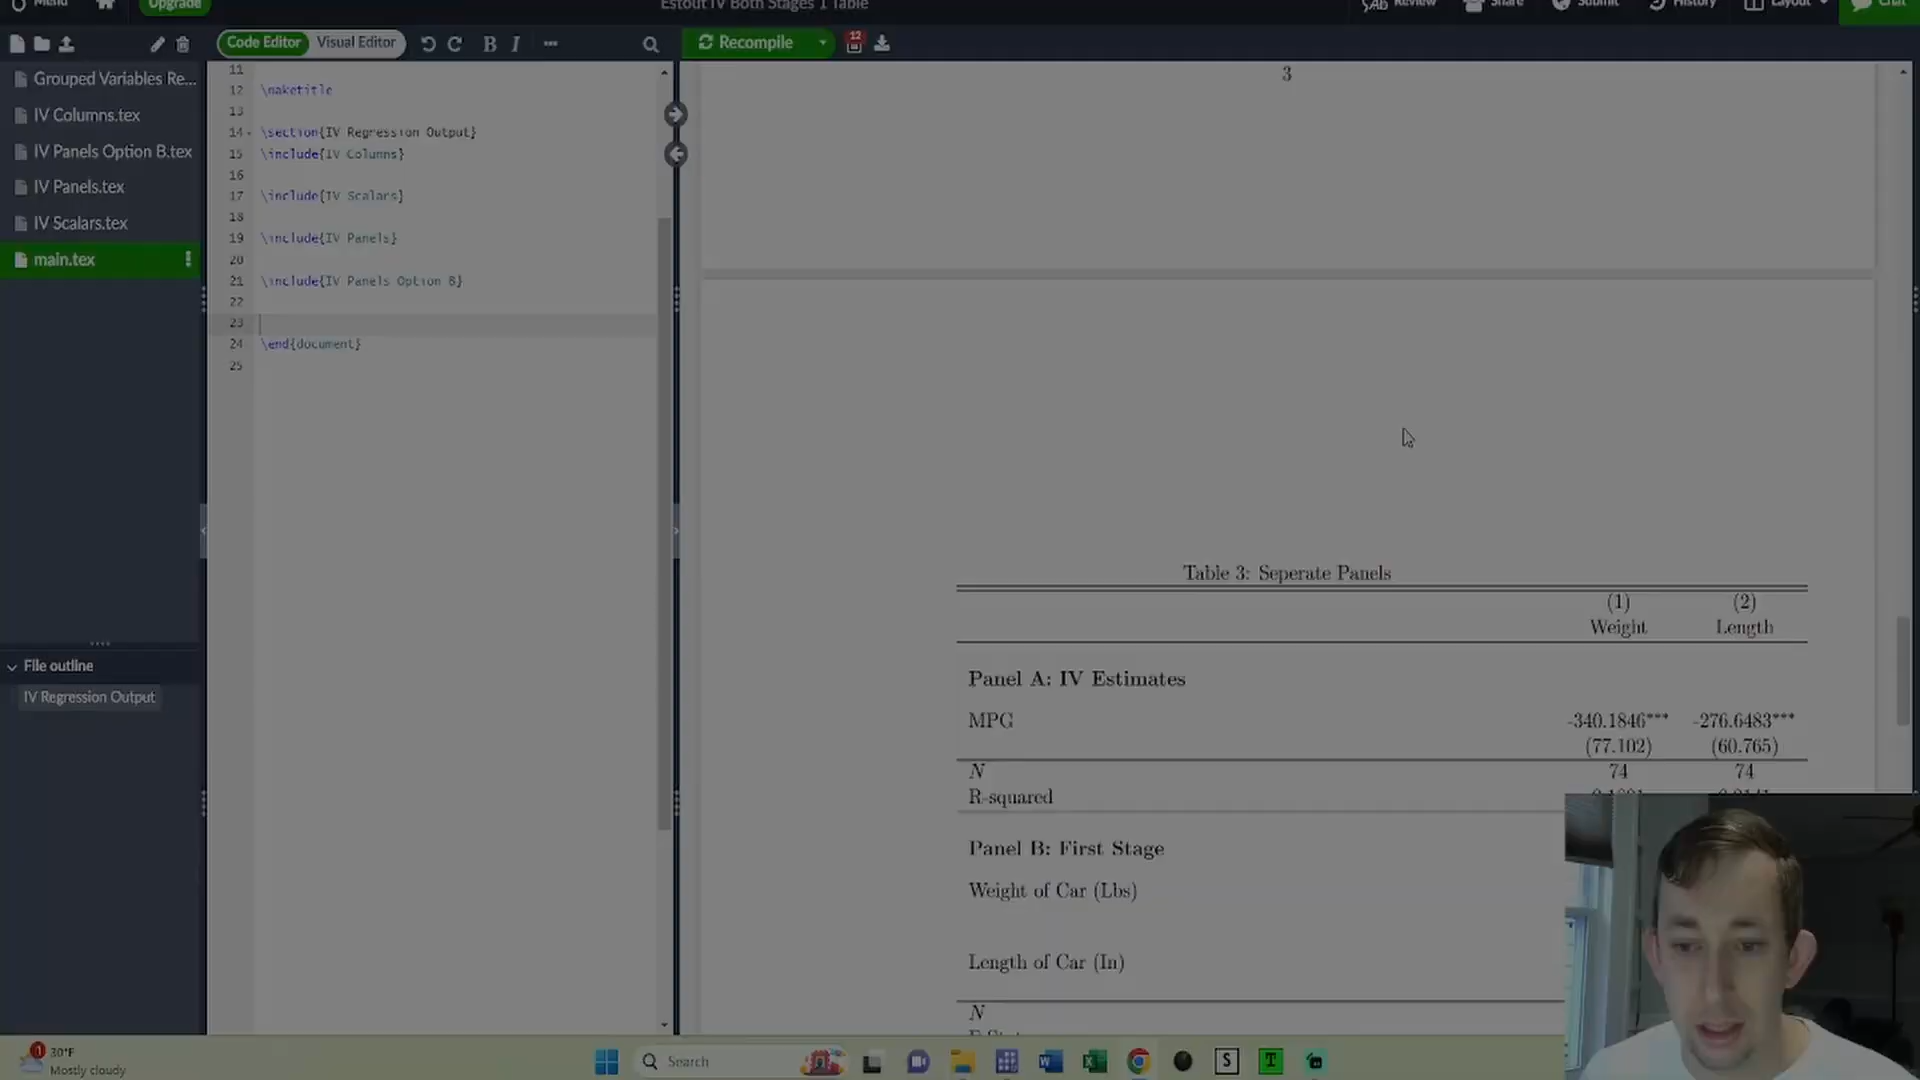 Menu
Upgrade
Estout IV Both Stages 1 Table
Review
Share
Submit
History
Layout
Chat
Code Editor
Visual Editor
B I
Recompile
12
Grouped Variables Re...
IV Columns.tex
IV Panels Option B.tex
IV Panels.tex
IV Scalars.tex
main.tex
File outline
IV Regression Output
11
12 \maketitle
13
14 \section{IV Regression Output}
15 \include{IV Columns}
16
17 \include{IV Scalars}
18
19 \include{IV Panels}
20
21 \include{IV Panels Option B}
22
23
24 \end{document}
25
3
Table 3: Seperate Panels
(1) (2)
Weight Length
Panel A: IV Estimates
MPG -340.1846*** -276.6483***
(77.102) (60.765)
N 74 74
R-squared
Panel B: First Stage
Weight of Car (Lbs)
Length of Car (In)
N
1
30°F
Mostly cloudy
Search
S
T